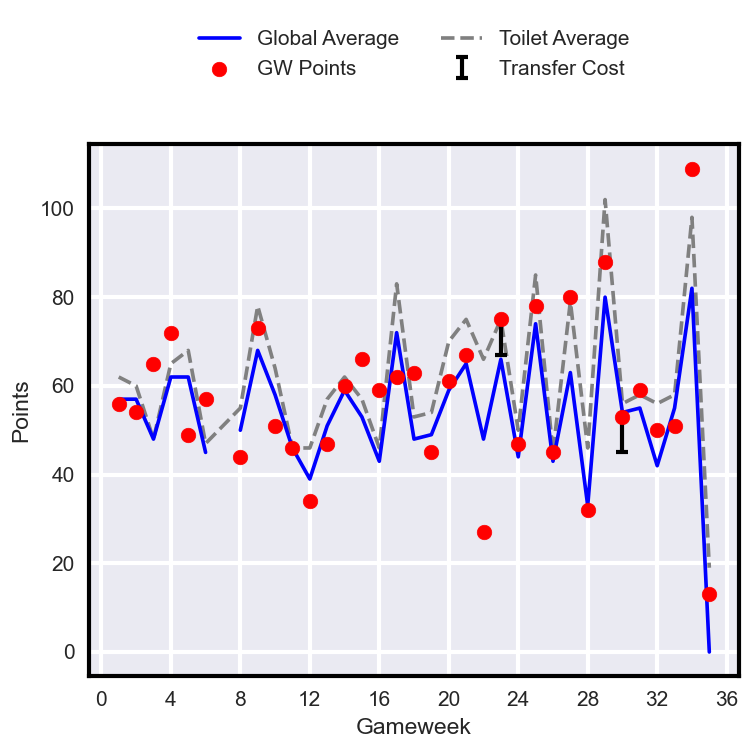 Global Average
GW Points
Toilet Average
Transfer Cost
Points
100
80
60
40
20
0
0 4 8 12 16 20 24 28 32 36
Gameweek